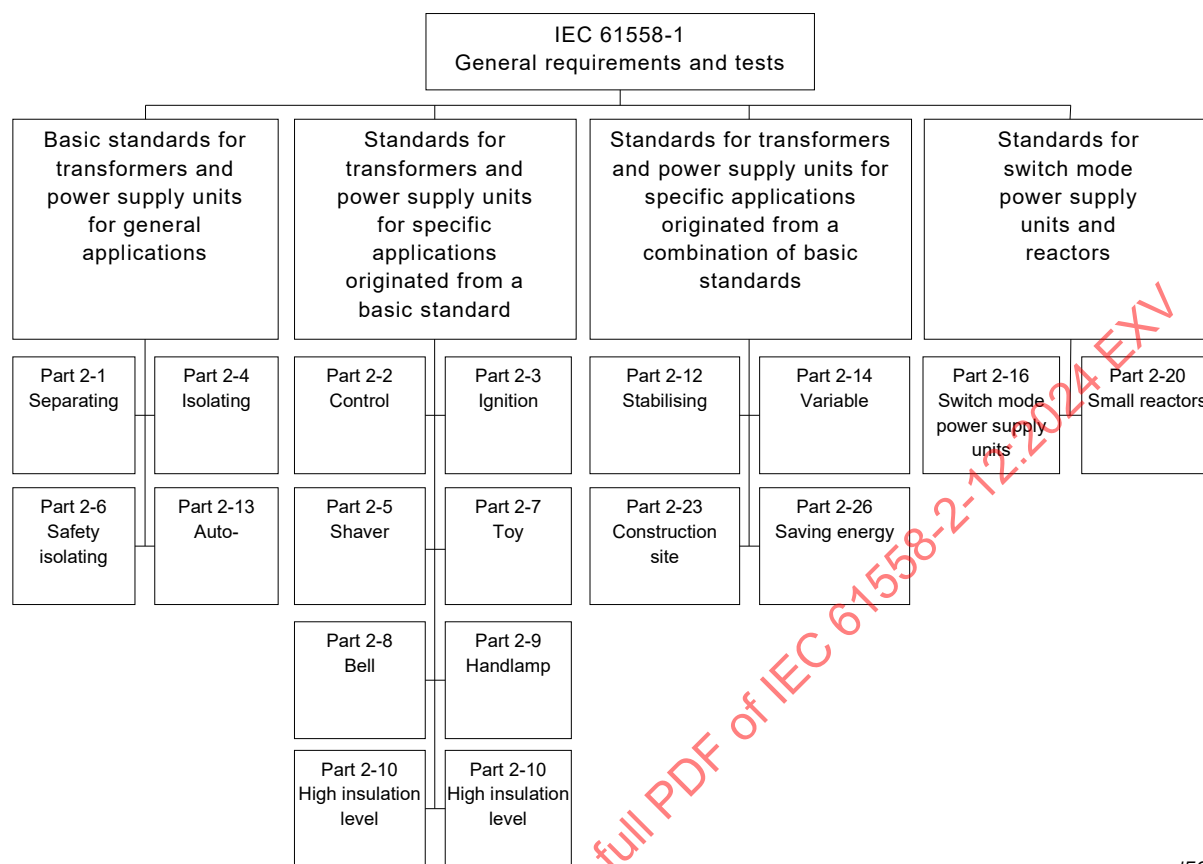 IEC 61558-1
General requirements and tests
Basic standards for
transformers and
power supply units
for general
applications
Standards for
transformers and
power supply units
for specific
applications
originated from a
basic standard
Standards for transformers
and power supply units for
specific applications
originated from a
combination of basic
standards
Standards for
switch mode
power supply
units and
reactors
Part 2-1
Separating
Part 2-4
Isolating
Part 2-2
Control
Part 2-3
Ignition
Part 2-12
Stabilising
Part 2-14
Variable
Part 2-16
Switch mode
power supply
units
Part 2-20
Small reactors
Part 2-6
Safety
isolating
Part 2-13
Auto-
Part 2-5
Shaver
Part 2-7
Toy
Part 2-23
Construction
site
Part 2-26
Saving energy
Part 2-8
Bell
Part 2-9
Handlamp
Part 2-10
High insulation
level
Part 2-10
High insulation
level
full PDF of IEC 61558-2-12:2024 EXV